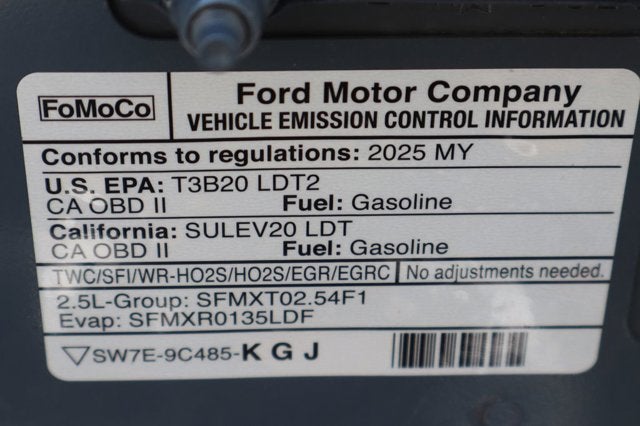 FoMoCo
Ford Motor Company
VEHICLE EMISSION CONTROL INFORMATION
Conforms to regulations: 2025 MY
U.S. EPA: T3B20 LDT2
CA OBD II Fuel: Gasoline
California: SULEV20 LDT
CA OBD II Fuel: Gasoline
TWC/SFI/WR-HO2S/HO2S/EGR/EGRC No adjustments needed.
2.5L-Group: SFMXT02.54F1
Evap: SFMXR0135LDF
SW7E-9C485-K G J